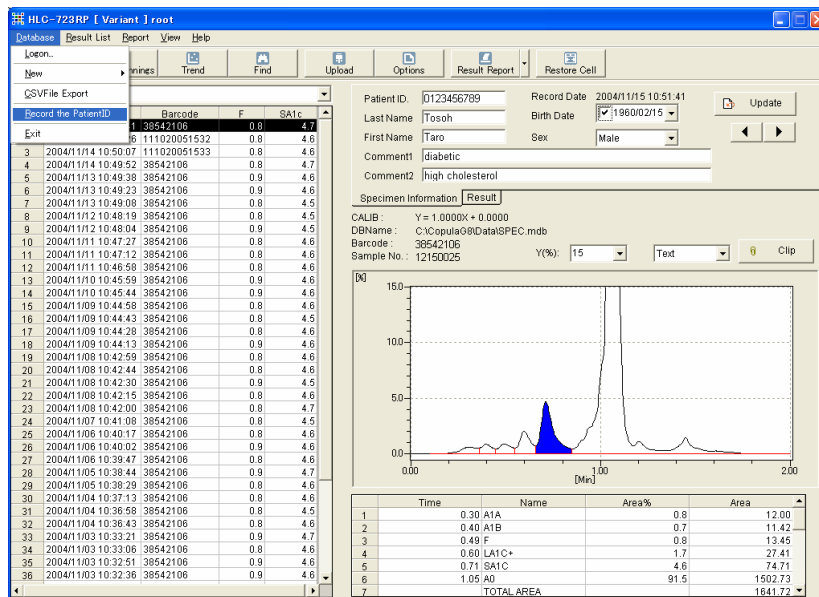 HLC-723RP [ Variant ] root
Database Result List Report View Help
Logon..
New
CSVFile Export
Record the PatientID
Exit
nnings Trend Find Upload Options Result Report Restore Cell
Patient ID. 0123456789 Record Date 2004/11/15 10:51:41 Update
Last Name Tosoh Birth Date 1960/02/15
First Name Taro Sex Male
Comment1 diabetic
Comment2 high cholesterol
Specimen Information Result
CALIB : Y = 1.0000X + 0.0000
DBName : C:\CopulaG8\Data\SPEC.mdb
Barcode : 38542106
Sample No. : 12150025 Y(%): 15 Text Clip
Barcode F SA1c
1 38542106 0.8 4.7
6 111020051532 0.8 4.6
3 2004/11/14 10:50:07 111020051533 0.8 4.6
4 2004/11/14 10:49:52 38542106 0.8 4.7
5 2004/11/13 10:49:38 38542106 0.9 4.6
6 2004/11/13 10:49:23 38542106 0.8 4.6
7 2004/11/13 10:49:08 38542106 0.8 4.5
8 2004/11/12 10:48:19 38542106 0.8 4.5
9 2004/11/12 10:48:04 38542106 0.9 4.5
10 2004/11/11 10:47:27 38542106 0.8 4.6
11 2004/11/11 10:47:12 38542106 0.8 4.6
12 2004/11/11 10:46:58 38542106 0.8 4.6
13 2004/11/10 10:45:59 38542106 0.9 4.6
14 2004/11/10 10:45:44 38542106 0.9 4.6
15 2004/11/09 10:44:58 38542106 0.8 4.6
16 2004/11/09 10:44:43 38542106 0.8 4.5
17 2004/11/09 10:44:28 38542106 0.9 4.6
18 2004/11/09 10:44:13 38542106 0.9 4.6
19 2004/11/08 10:42:59 38542106 0.8 4.6
20 2004/11/08 10:42:44 38542106 0.8 4.6
21 2004/11/08 10:42:30 38542106 0.8 4.5
22 2004/11/08 10:42:15 38542106 0.8 4.6
23 2004/11/08 10:42:00 38542106 0.9 4.7
24 2004/11/07 10:41:08 38542106 0.8 4.5
25 2004/11/06 10:40:17 38542106 0.9 4.6
26 2004/11/06 10:40:02 38542106 0.8 4.6
27 2004/11/06 10:39:47 38542106 0.8 4.6
28 2004/11/05 10:38:44 38542106 0.9 4.7
29 2004/11/05 10:38:29 38542106 0.8 4.6
30 2004/11/04 10:37:13 38542106 0.8 4.6
31 2004/11/04 10:36:58 38542106 0.8 4.5
32 2004/11/04 10:36:43 38542106 0.8 4.6
33 2004/11/03 10:33:21 38542106 0.9 4.7
34 2004/11/03 10:33:06 38542106 0.9 4.6
35 2004/11/03 10:32:51 38542106 0.9 4.6
36 2004/11/03 10:32:36 38542106 0.9 4.6
[%]
15.0
10.0
5.0
0.0
0.00 1.00 2.00
[Min]
Time Name Area% Area
1 0.30 A1A 0.8 12.00
2 0.40 A1B 0.7 11.42
3 0.49 F 0.8 13.45
4 0.60 LA1C+ 1.7 27.41
5 0.71 SA1C 4.6 74.71
6 1.05 A0 91.5 1502.73
7 TOTAL AREA 1641.72